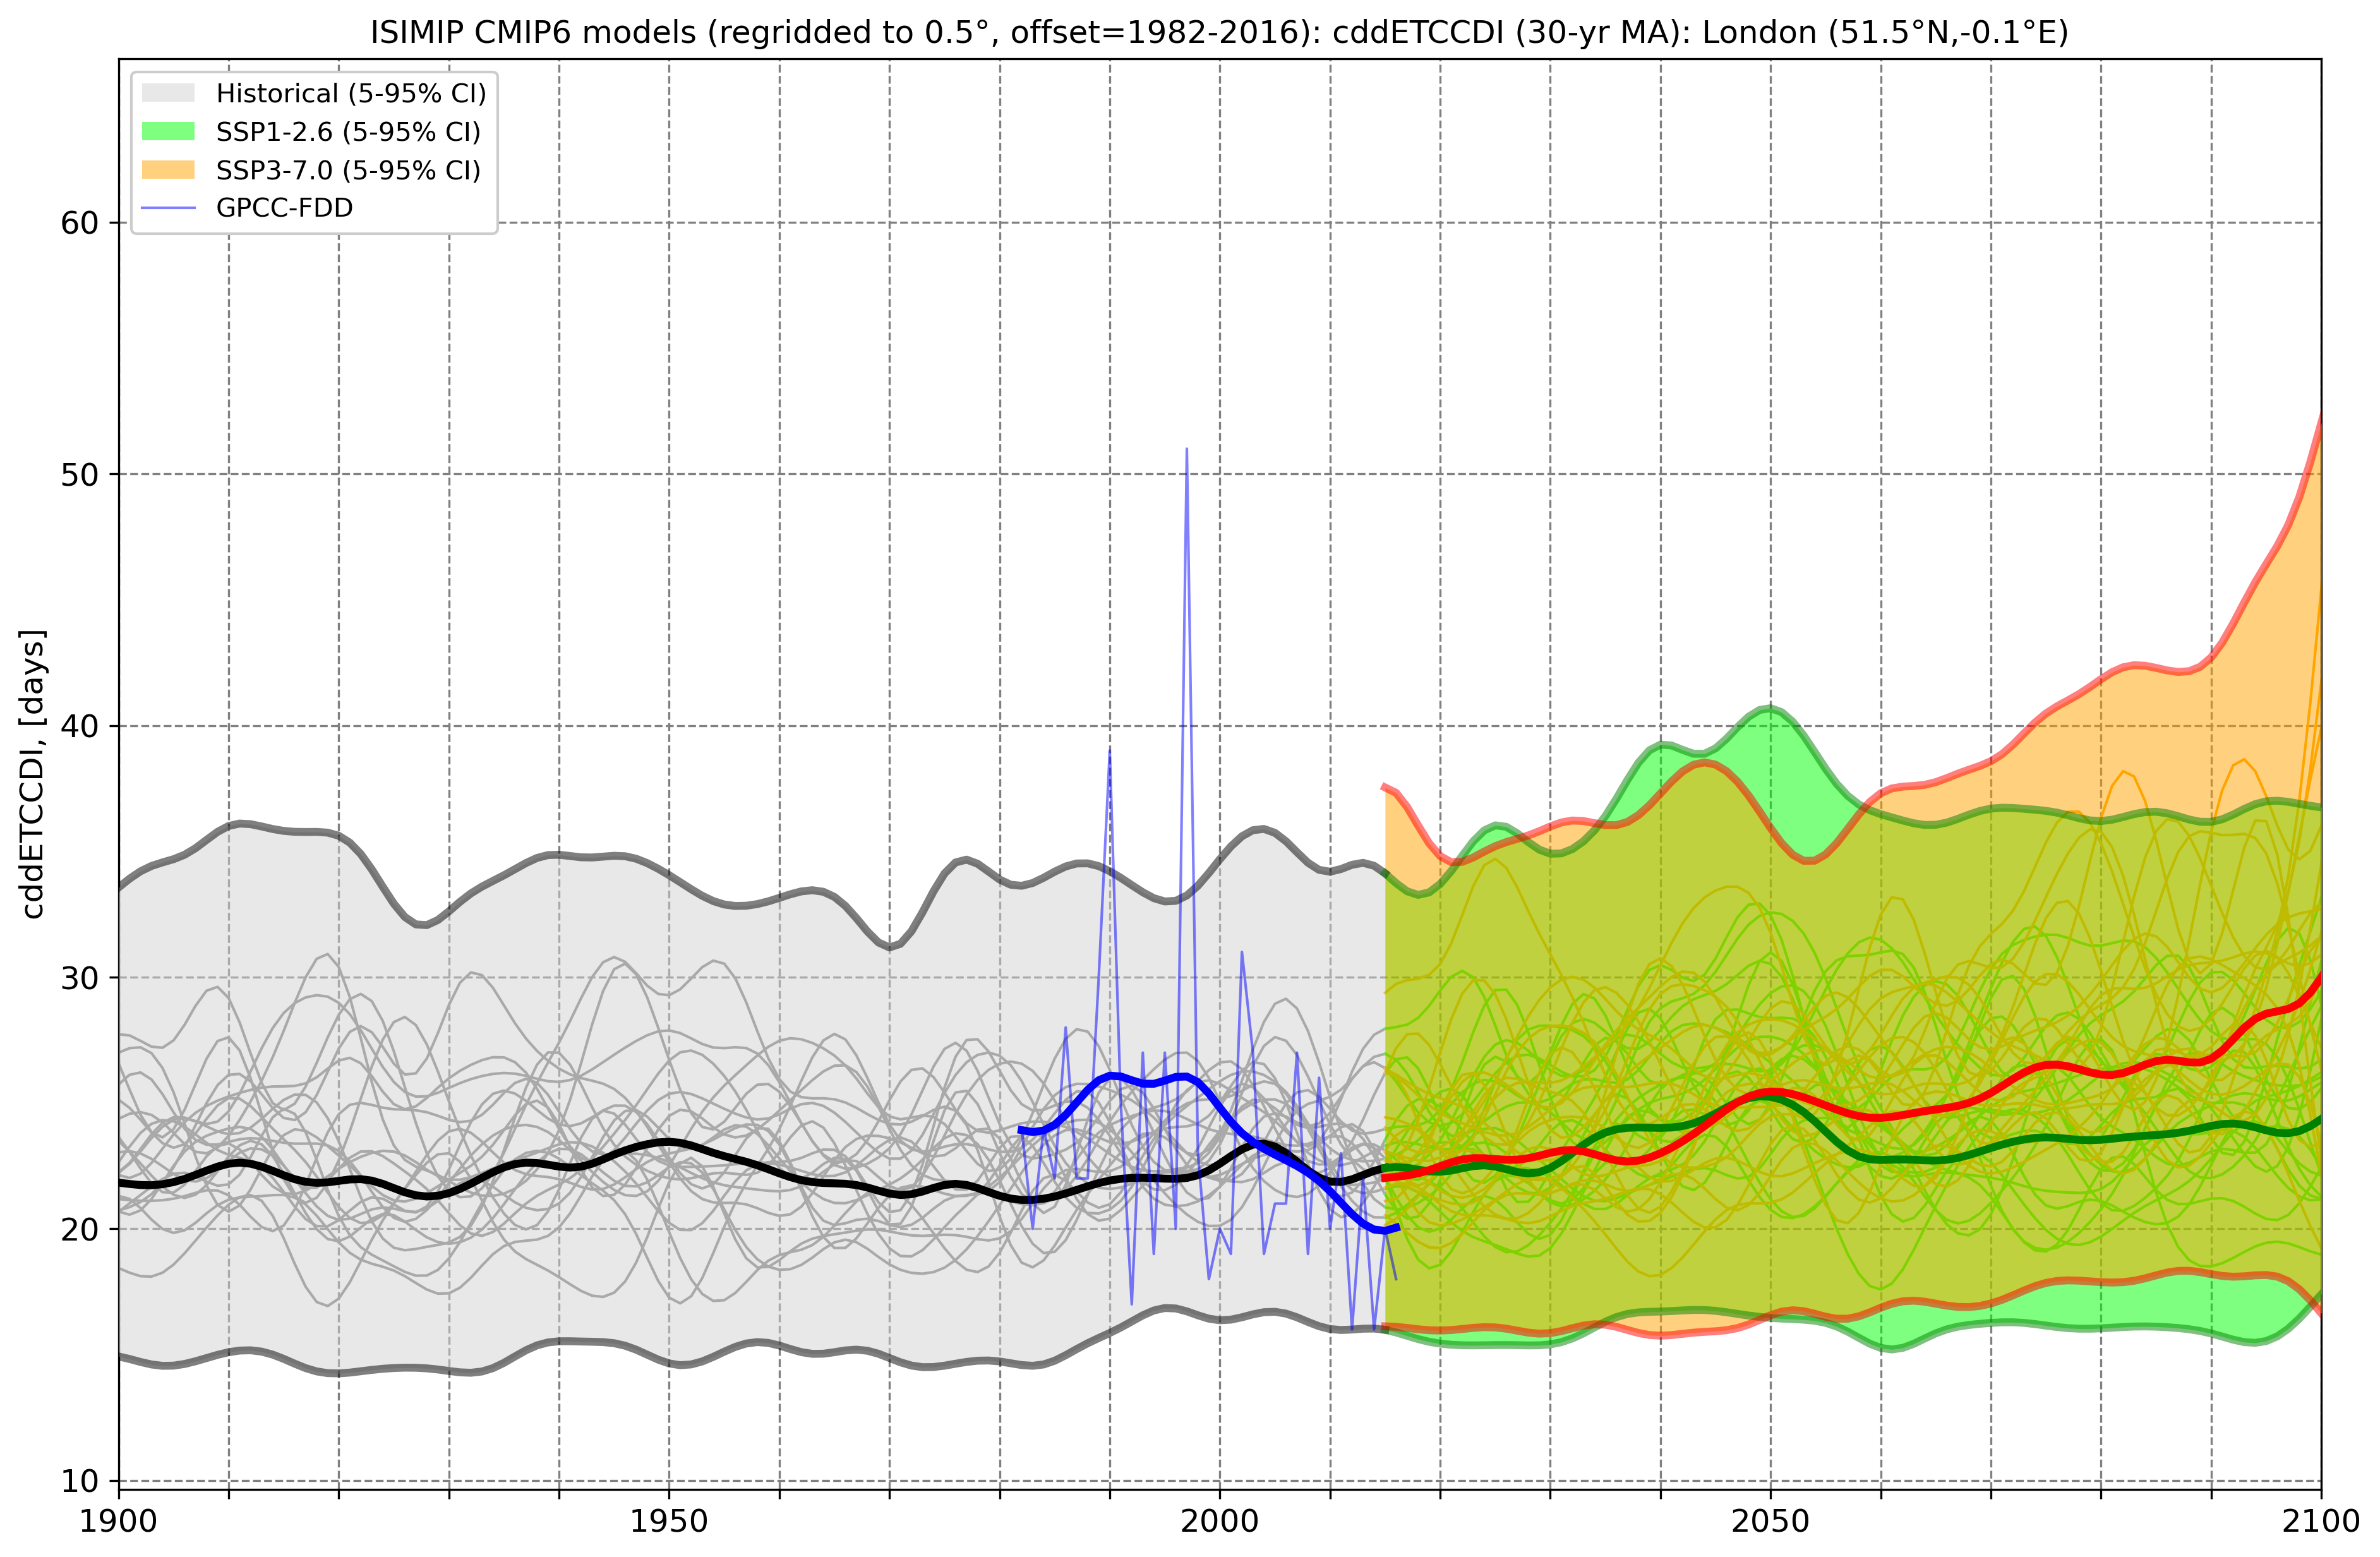 ISIMIP CMIP6 models (regridded to 0.5°, offset=1982-2016): cddETCCDI (30-yr MA): London (51.5°N,-0.1°E)
Historical (5-95% CI)
SSP1-2.6 (5-95% CI)
SSP3-7.0 (5-95% CI)
GPCC-FDD
cddETCCDI, [days]
60
50
40
30
20
10
1900
1950
2000
2050
2100